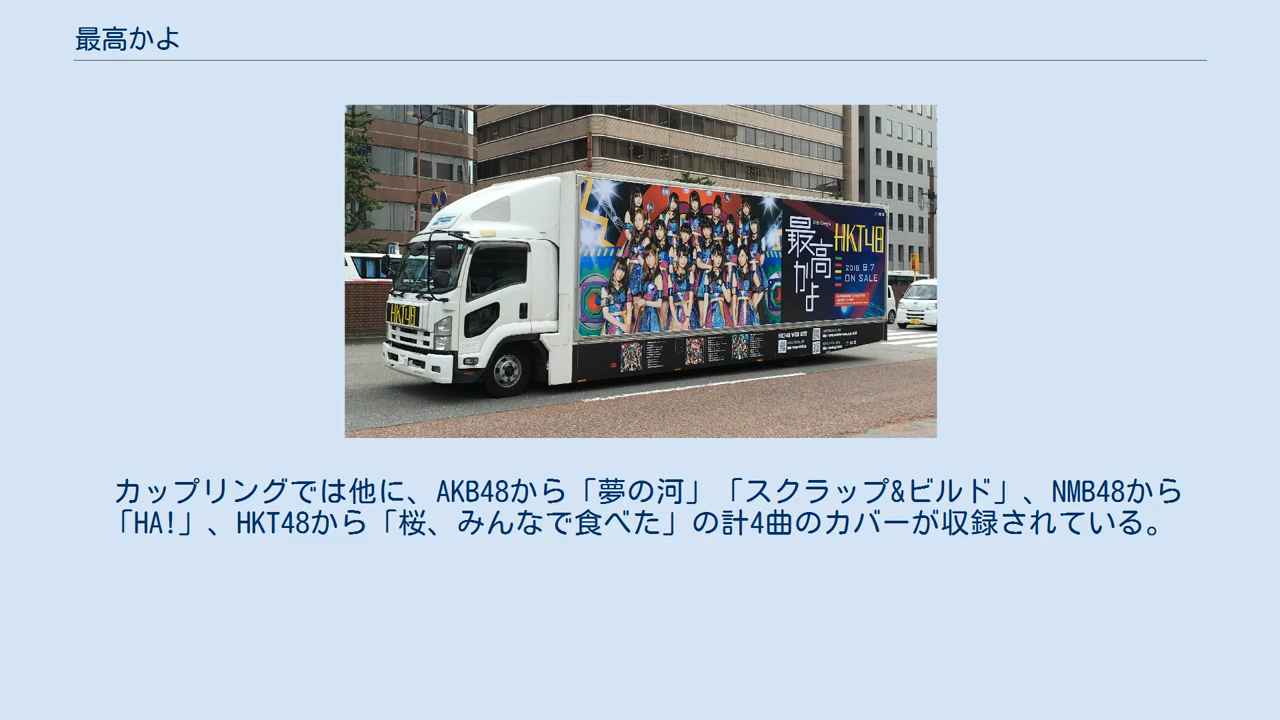 最高かよ
最高かよ
HKT48
2016. 9.7
ON SALE
HKT48
HKT48 WEB SITE
カップリングでは他に、AKB48から「夢の河」「スクラップ&ビルド」、NMB48から
「HA!」、HKT48から「桜、みんなで食べた」の計4曲のカバーが収録されている。